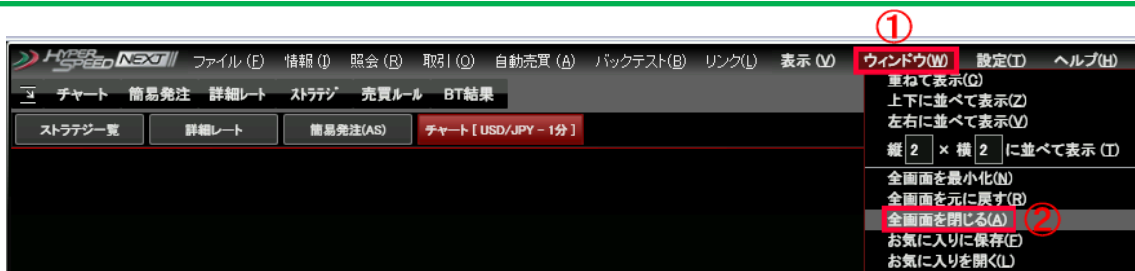 ①
HYPER SPEED NEXT ファイル(F) 情報(I) 照会(R) 取引(O) 自動売買(A) バックテスト(B) リンク(L) 表示(V) ウィンドウ(W) 設定(T) ヘルプ(H)
チャート 簡易発注 詳細レート ストラテジ 売買ルール BT結果
ストラテジ一覧 詳細レート 簡易発注(AS) チャート [ USD/JPY - 1分 ]
重ねて表示(C)
上下に並べて表示(Z)
左右に並べて表示(V)
縦 2 × 横 2 に並べて表示(T)
全画面を最小化(N)
全画面を元に戻す(R)
全画面を閉じる(A) ②
お気に入りに保存(F)
お気に入りを開く(L)